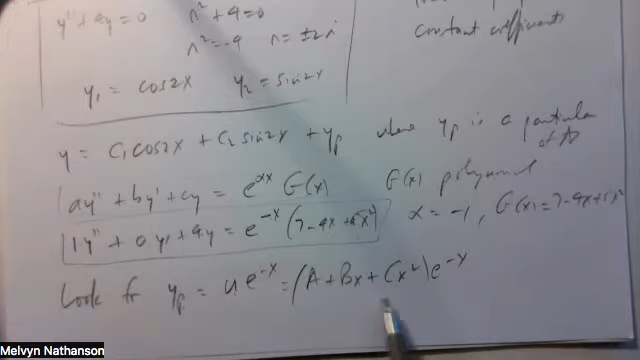 y" + 4y = 0 r² + 4 = 0
r² = -4 r = ±2i
constant coefficients
y₁ = cos2x y₂ = sin2x
y = C₁cos2x + C₂ sin2x + yp where yp is a particular
ay" + by' + cy = e^αx G(x) G(x) polynomial
1y" + 0y' + 4y = e^-x (7-4x+5x²) α = -1, G(x) = 7-4x+5x²
Look for yp = u e^-x = (A + Bx + Cx²) e^-x
Melvyn Nathanson